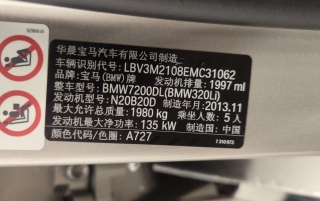 华晨宝马汽车有限公司制造
车辆识别代号: LBV3M2108EMC31062
品牌: 宝马(BMW)牌 发动机排量: 1997 ml
整车型号: BMW7200DL(BMW320Li)
发动机型号: N20B20D 制造年月: 2013.11
最大允许总质量: 1980 kg 乘坐人数: 5 人
发动机最大净功率: 135 kW 制造国: 中国
颜色代码/色圈: A727
7 310 673